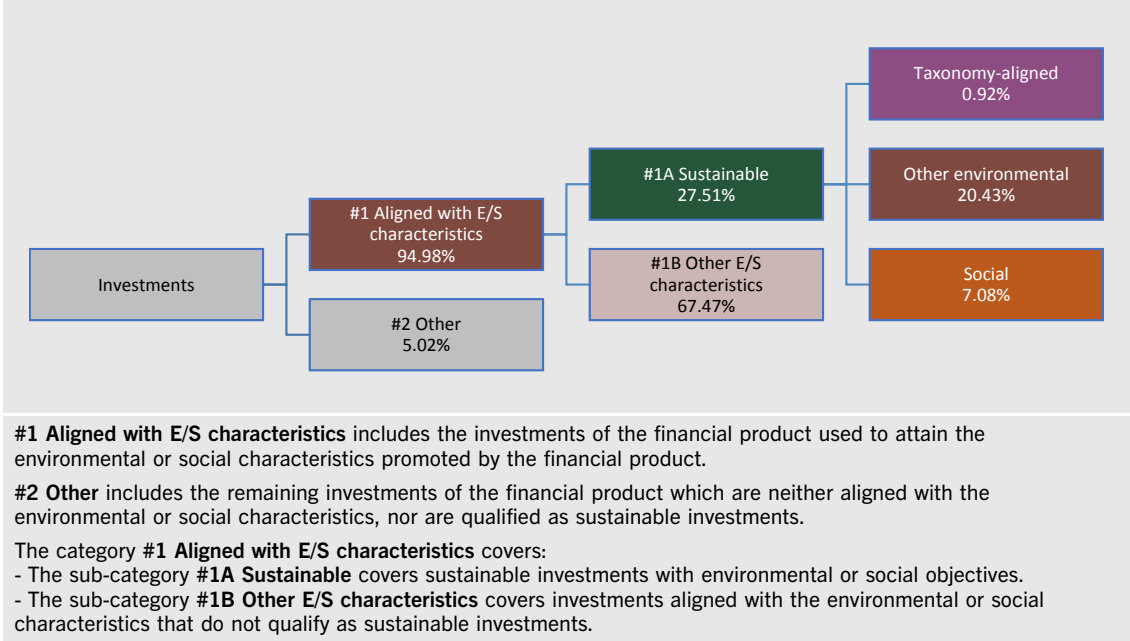 Investments
#1 Aligned with E/S
characteristics
94.98%
#2 Other
5.02%
#1A Sustainable
27.51%
#1B Other E/S
characteristics
67.47%
Taxonomy-aligned
0.92%
Other environmental
20.43%
Social
7.08%
#1 Aligned with E/S characteristics includes the investments of the financial product used to attain the
environmental or social characteristics promoted by the financial product.
#2 Other includes the remaining investments of the financial product which are neither aligned with the
environmental or social characteristics, nor are qualified as sustainable investments.
The category #1 Aligned with E/S characteristics covers:
- The sub-category #1A Sustainable covers sustainable investments with environmental or social objectives.
- The sub-category #1B Other E/S characteristics covers investments aligned with the environmental or social
characteristics that do not qualify as sustainable investments.